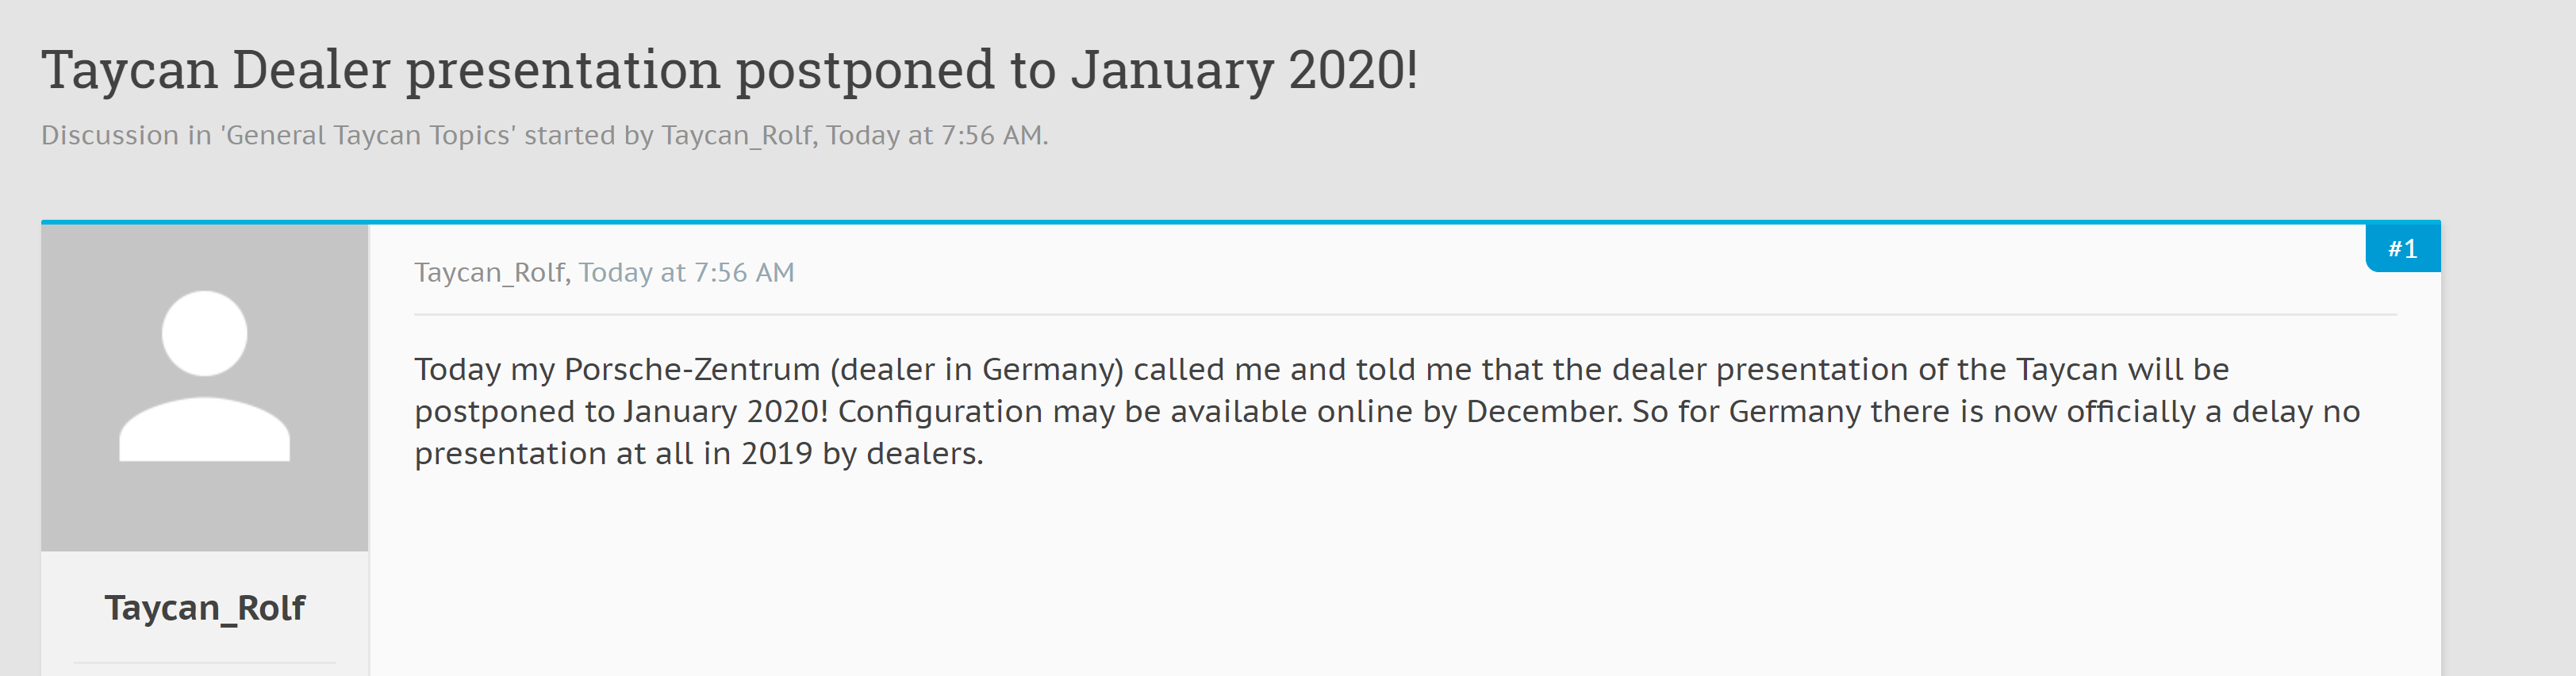 Taycan Dealer presentation postponed to January 2020!
Discussion in 'General Taycan Topics' started by Taycan_Rolf, Today at 7:56 AM.
#1
Taycan_Rolf, Today at 7:56 AM
Today my Porsche-Zentrum (dealer in Germany) called me and told me that the dealer presentation of the Taycan will be
postponed to January 2020! Configuration may be available online by December. So for Germany there is now officially a delay no
presentation at all in 2019 by dealers.
Taycan_Rolf